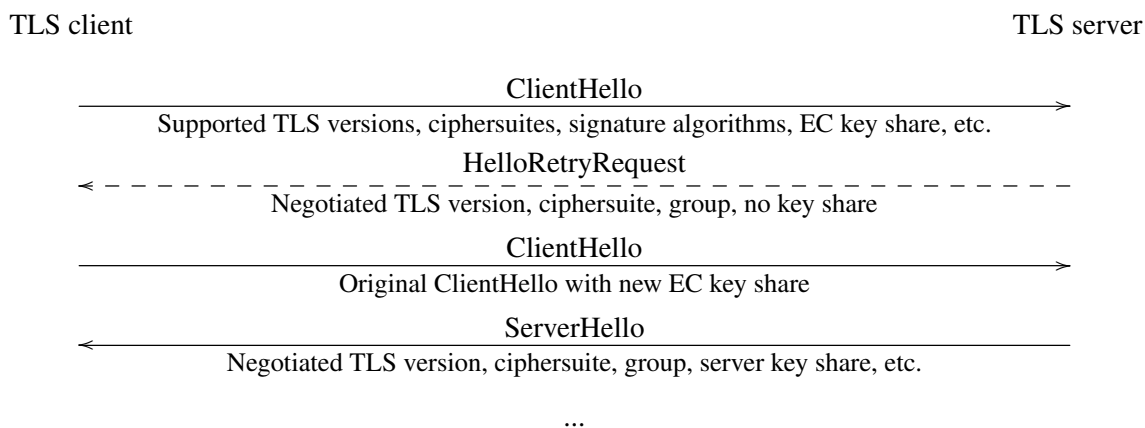 TLS client TLS server
ClientHello
Supported TLS versions, ciphersuites, signature algorithms, EC key share, etc.
HelloRetryRequest
Negotiated TLS version, ciphersuite, group, no key share
ClientHello
Original ClientHello with new EC key share
ServerHello
Negotiated TLS version, ciphersuite, group, server key share, etc.
...